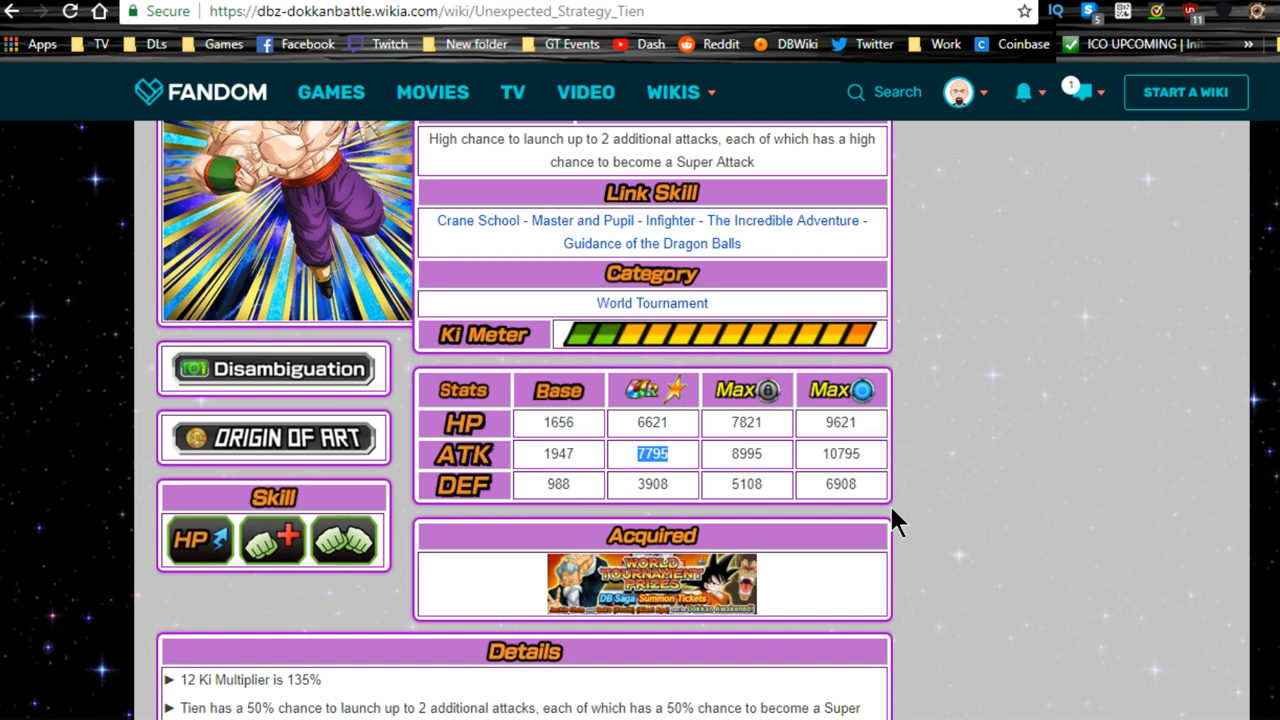 Secure https://dbz-dokkanbattle.wikia.com/wiki/Unexpected_Strategy_Tien IQ 5 11
Apps TV DLs Games Facebook Twitch New folder GT Events Dash Reddit DBWiki Twitter Work Coinbase ICO UPCOMING | »
FANDOM GAMES MOVIES TV VIDEO WIKIS Search 1 START A WIKI
High chance to launch up to 2 additional attacks, each of which has a high
chance to become a Super Attack
Link Skill
Crane School - Master and Pupil - Infighter - The Incredible Adventure -
Guidance of the Dragon Balls
Category
World Tournament
Ki Meter
Disambiguation
ORIGIN OF ART
Skill
HP
Stats Base Max Max
HP 1656 6621 7821 9621
ATK 1947 7795 8995 10795
DEF 988 3908 5108 6908
Acquired
WORLD
TOURNAMENT
PRIZES
DB Saga Summon Tickets
Details
► 12 Ki Multiplier is 135%
► Tien has a 50% chance to launch up to 2 additional attacks, each of which has a 50% chance to become a Super